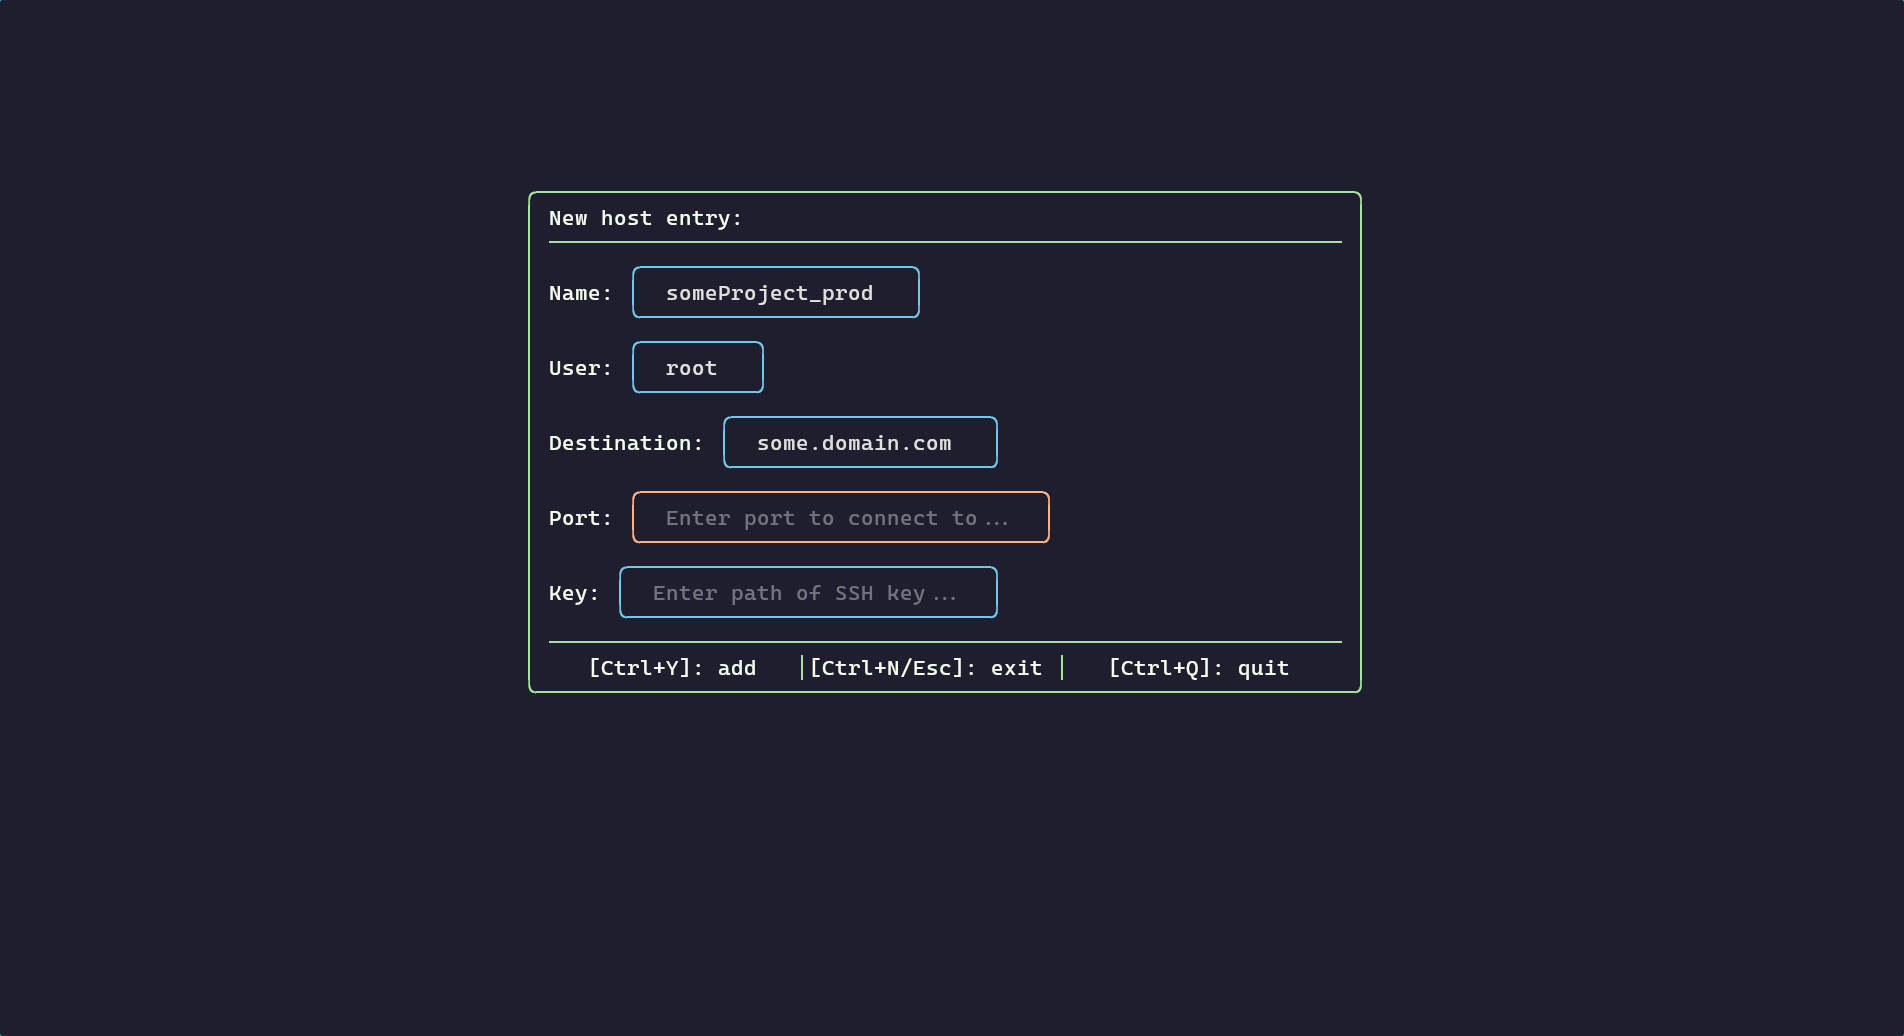 New host entry:
Name: someProject_prod
User: root
Destination: some.domain.com
Port: Enter port to connect to...
Key: Enter path of SSH key...
[Ctrl+Y]: add │[Ctrl+N/Esc]: exit │ [Ctrl+Q]: quit